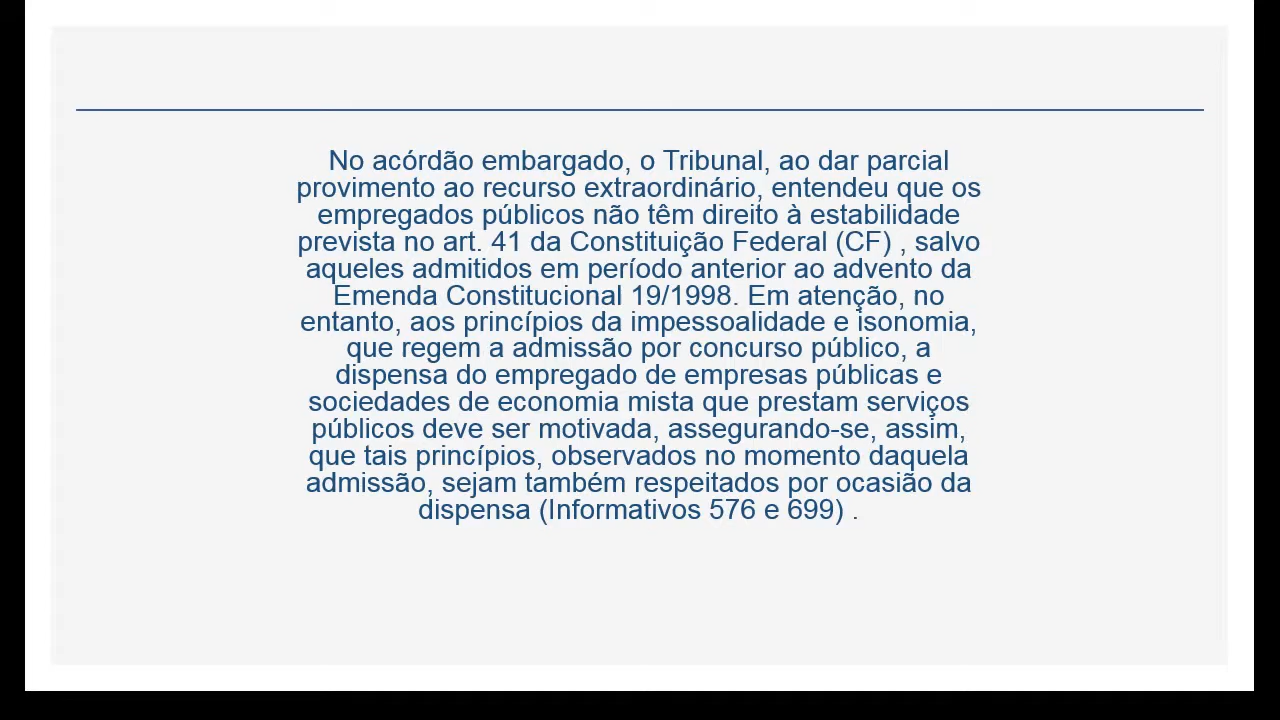 No acórdão embargado, o Tribunal, ao dar parcial
provimento ao recurso extraordinário, entendeu que os
empregados públicos não têm direito à estabilidade
prevista no art. 41 da Constituição Federal (CF) , salvo
aqueles admitidos em período anterior ao advento da
Emenda Constitucional 19/1998. Em atenção, no
entanto, aos princípios da impessoalidade e isonomia,
que regem a admissão por concurso público, a
dispensa do empregado de empresas públicas e
sociedades de economia mista que prestam serviços
públicos deve ser motivada, assegurando-se, assim,
que tais princípios, observados no momento daquela
admissão, sejam também respeitados por ocasião da
dispensa (Informativos 576 e 699) .